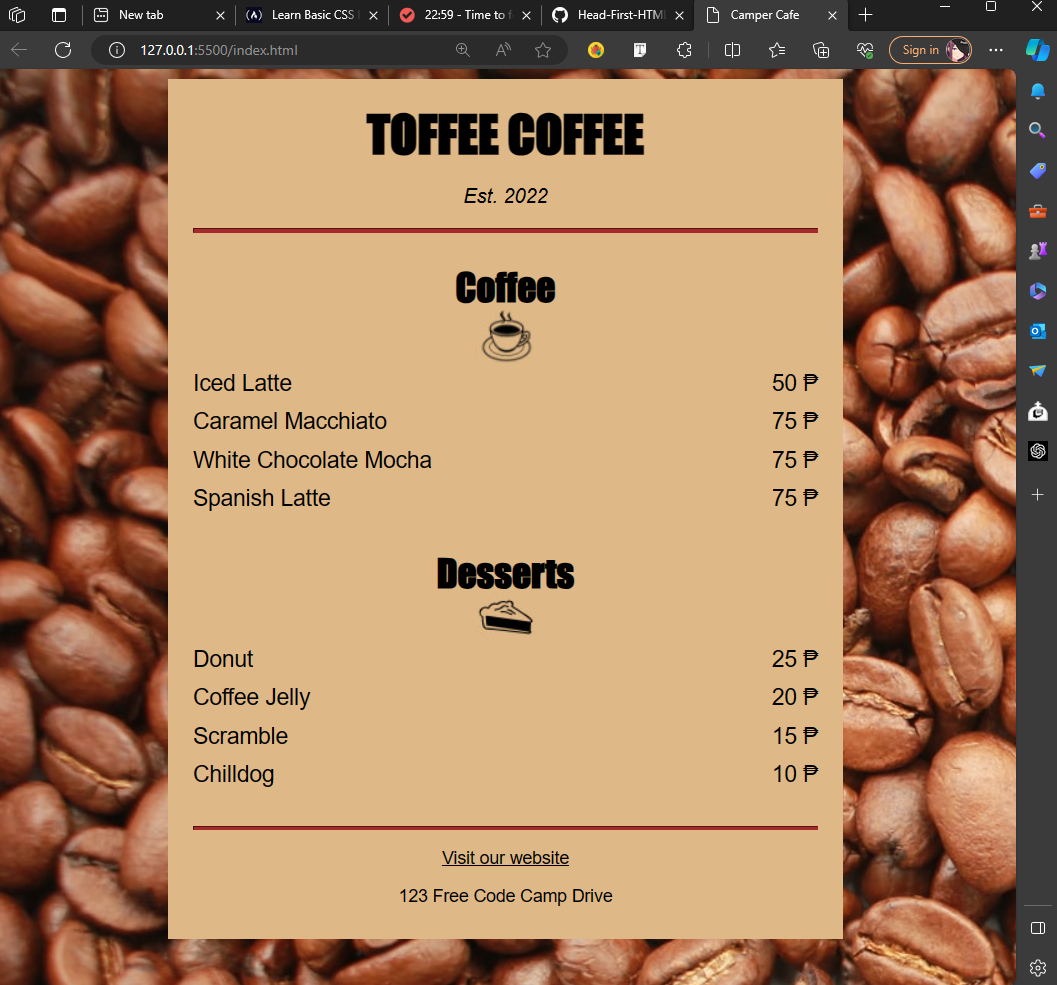 New tab
Learn Basic CSS
22:59 - Time to f
Head-First-HTML
Camper Cafe
127.0.0.1:5500/index.html
Sign in
TOFFEE COFFEE
Est. 2022
Coffee
Iced Latte 50 ₱
Caramel Macchiato 75 ₱
White Chocolate Mocha 75 ₱
Spanish Latte 75 ₱
Desserts
Donut 25 ₱
Coffee Jelly 20 ₱
Scramble 15 ₱
Chilldog 10 ₱
Visit our website
123 Free Code Camp Drive